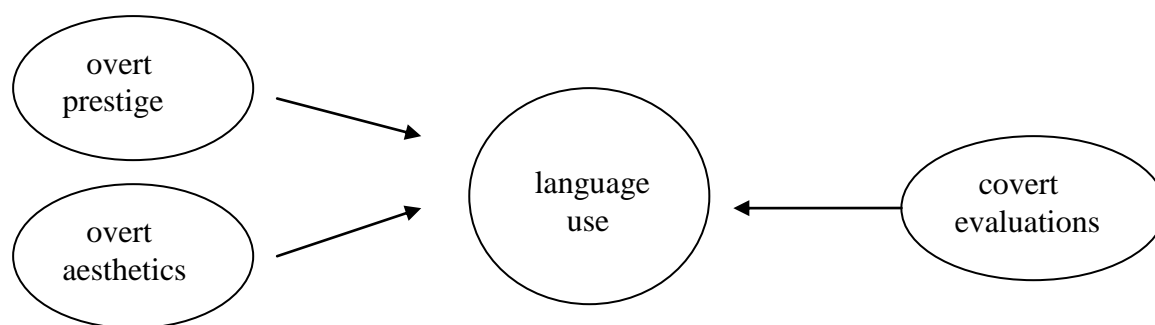 overt
prestige
overt
aesthetics
language
use
covert
evaluations